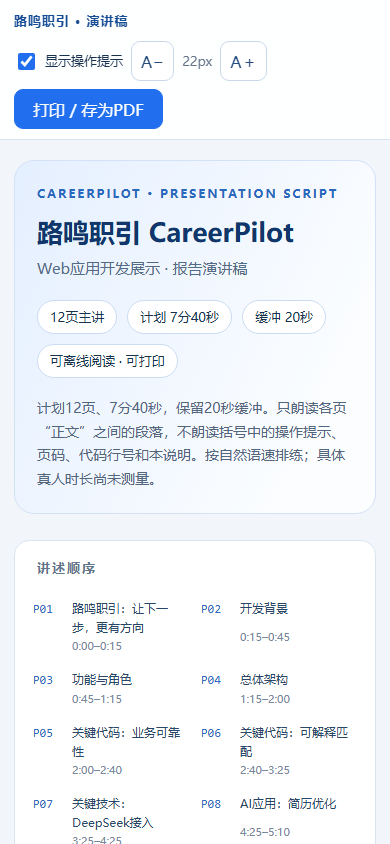 路鸣职引 • 演讲稿
显示操作提示 A− 22px A+
打印 / 存为PDF
CAREERPILOT • PRESENTATION SCRIPT
路鸣职引 CareerPilot
Web应用开发展示 · 报告演讲稿
12页主讲 计划 7分40秒 缓冲 20秒
可离线阅读 · 可打印
计划12页、7分40秒，保留20秒缓冲。只朗读各页
“正文”之间的段落，不朗读括号中的操作提示、
页码、代码行号和本说明。按自然语速排练；具体
真人时长尚未测量。
讲述顺序
P01 路鸣职引：让下一
步，更有方向
0:00–0:15
P02 开发背景
0:15–0:45
P03 功能与角色
0:45–1:15
P04 总体架构
1:15–2:00
P05 关键代码：业务可靠
性
2:00–2:40
P06 关键代码：可解释匹
配
2:40–3:25
P07 关键技术：
DeepSeek接入
3:25–4:25
P08 AI应用：简历优化
4:25–5:10